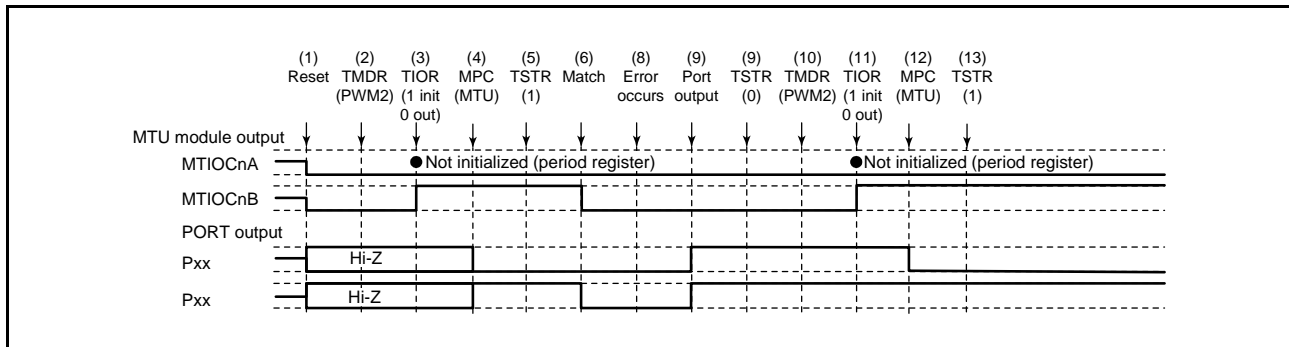 (1) (2) (3) (4) (5) (6) (8) (9) (9) (10) (11) (12) (13)
Reset TMDR TIOR MPC TSTR Match Error Port TSTR TMDR TIOR MPC TSTR
(PWM2) (1 init (MTU) (1) occurs output (0) (PWM2) (1 init (MTU) (1)
0 out) 0 out)
MTU module output
MTIOCnA Not initialized (period register) Not initialized (period register)
MTIOCnB
PORT output
Pxx Hi-Z
Pxx Hi-Z